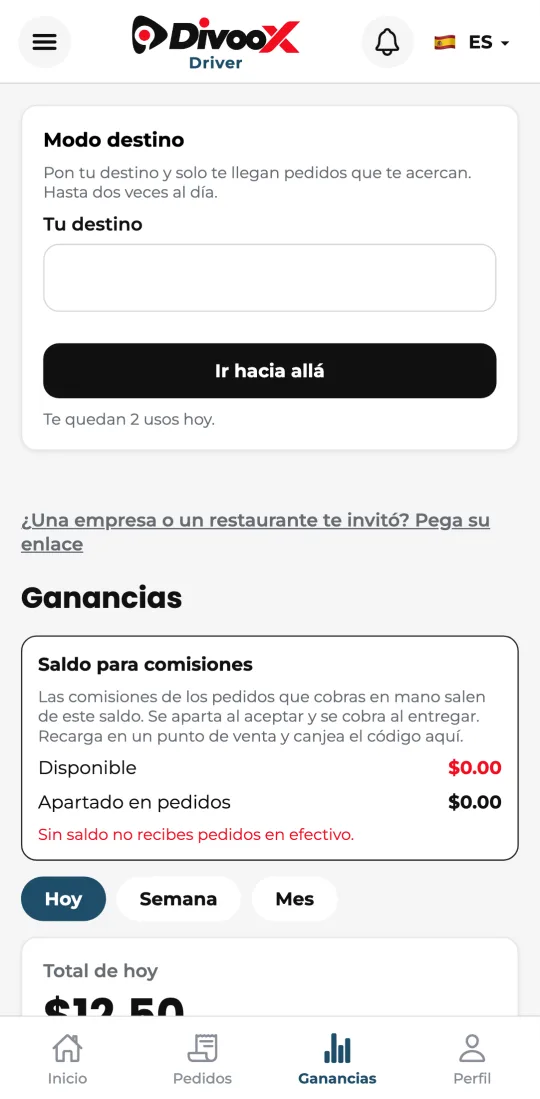 DivooX
Driver
ES
Modo destino
Pon tu destino y solo te llegan pedidos que te acercan.
Hasta dos veces al día.
Tu destino
Ir hacia allá
Te quedan 2 usos hoy.
¿Una empresa o un restaurante te invitó? Pega su
enlace
Ganancias
Saldo para comisiones
Las comisiones de los pedidos que cobras en mano salen
de este saldo. Se aparta al aceptar y se cobra al entregar.
Recarga en un punto de venta y canjea el código aquí.
Disponible $0.00
Apartado en pedidos $0.00
Sin saldo no recibes pedidos en efectivo.
Hoy Semana Mes
Total de hoy
$12.50
Inicio Pedidos Ganancias Perfil